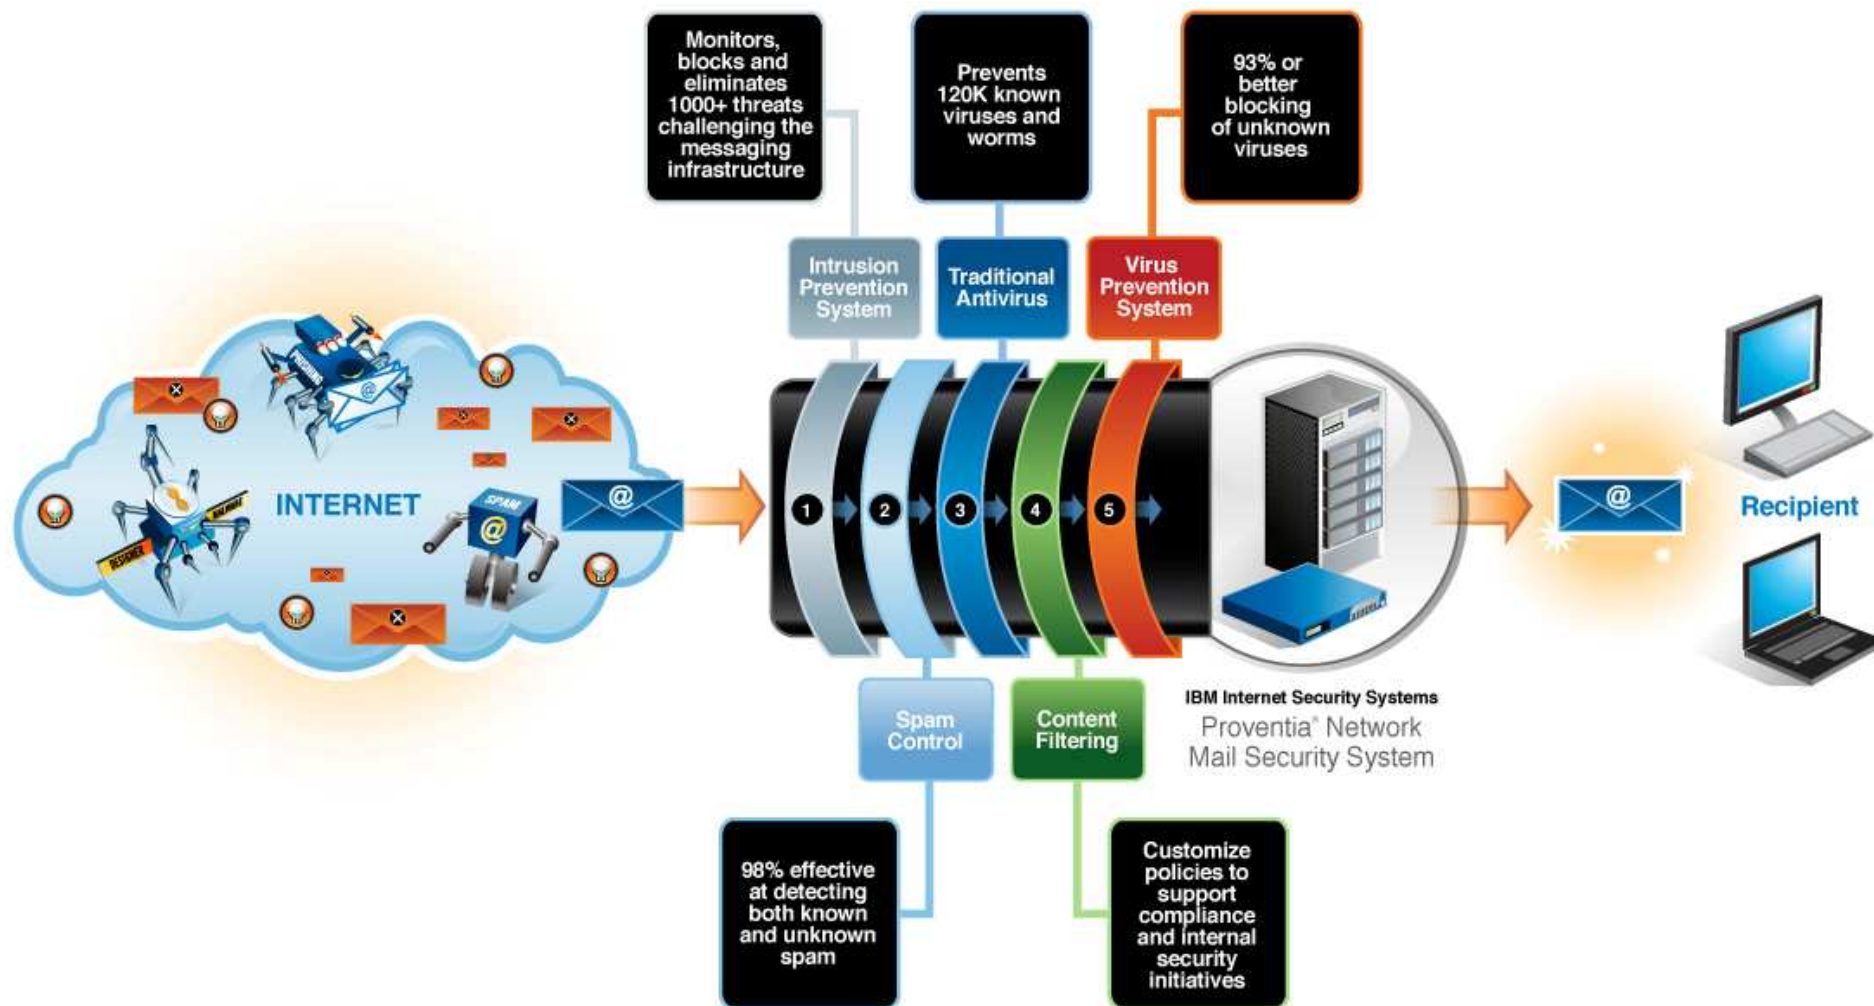 Monitors,
blocks and
eliminates
1000+ threats
challenging the
messaging
infrastructure
Prevents
120K known
viruses and
worms
93% or
better
blocking
of unknown
viruses
Intrusion
Prevention
System
Traditional
Antivirus
Virus
Prevention
System
PHISHING
@
INTERNET
DESIGNER
MALWARE
SPAM
@
@
1
2
3
4
5
@
Recipient
IBM Internet Security Systems
Proventia® Network
Mail Security System
Spam
Control
Content
Filtering
98% effective
at detecting
both known
and unknown
spam
Customize
policies to
support
compliance
and internal
security
initiatives